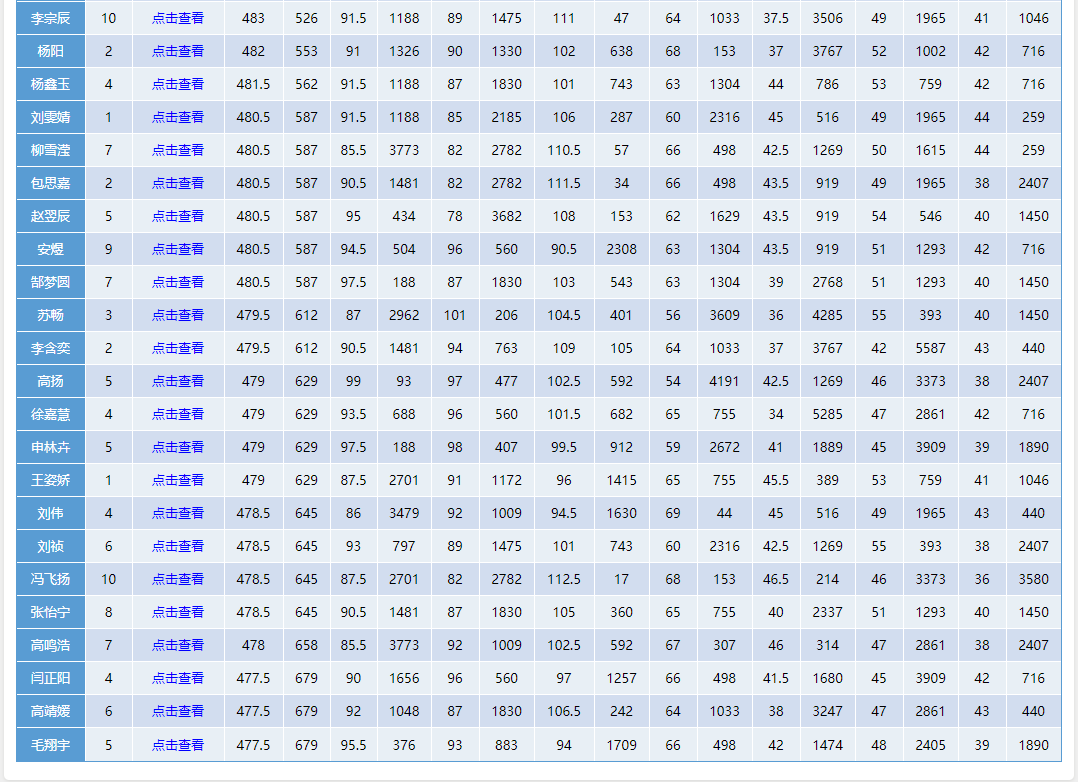 李宗辰 10 点击查看 483 526 91.5 1188 89 1475 111 47 64 1033 37.5 3506 49 1965 41 1046
杨阳 2 点击查看 482 553 91 1326 90 1330 102 638 68 153 37 3767 52 1002 42 716
杨鑫玉 4 点击查看 481.5 562 91.5 1188 87 1830 101 743 63 1304 44 786 53 759 42 716
刘雯婧 1 点击查看 480.5 587 91.5 1188 85 2185 106 287 60 2316 45 516 49 1965 44 259
柳雪滢 7 点击查看 480.5 587 85.5 3773 82 2782 110.5 57 66 498 42.5 1269 50 1615 44 259
包思嘉 2 点击查看 480.5 587 90.5 1481 82 2782 111.5 34 66 498 43.5 919 49 1965 38 2407
赵翌辰 5 点击查看 480.5 587 95 434 78 3682 108 153 62 1629 43.5 919 54 546 40 1450
安煜 9 点击查看 480.5 587 94.5 504 96 560 90.5 2308 63 1304 43.5 919 51 1293 42 716
郜梦圆 7 点击查看 480.5 587 97.5 188 87 1830 103 543 63 1304 39 2768 51 1293 40 1450
苏畅 3 点击查看 479.5 612 87 2962 101 206 104.5 401 56 3609 36 4285 55 393 40 1450
李含奕 2 点击查看 479.5 612 90.5 1481 94 763 109 105 64 1033 37 3767 42 5587 43 440
高扬 5 点击查看 479 629 99 93 97 477 102.5 592 54 4191 42.5 1269 46 3373 38 2407
徐嘉慧 4 点击查看 479 629 93.5 688 96 560 101.5 682 65 755 34 5285 47 2861 42 716
申林卉 5 点击查看 479 629 97.5 188 98 407 99.5 912 59 2672 41 1889 45 3909 39 1890
王姿娇 1 点击查看 479 629 87.5 2701 91 1172 96 1415 65 755 45.5 389 53 759 41 1046
刘伟 4 点击查看 478.5 645 86 3479 92 1009 94.5 1630 69 44 45 516 49 1965 43 440
刘祯 6 点击查看 478.5 645 93 797 89 1475 101 743 60 2316 42.5 1269 55 393 38 2407
冯飞扬 10 点击查看 478.5 645 87.5 2701 82 2782 112.5 17 68 153 46.5 214 46 3373 36 3580
张怡宁 8 点击查看 478.5 645 90.5 1481 87 1830 105 360 65 755 40 2337 51 1293 40 1450
高鸣浩 7 点击查看 478 658 85.5 3773 92 1009 102.5 592 67 307 46 314 47 2861 38 2407
闫正阳 4 点击查看 477.5 679 90 1656 96 560 97 1257 66 498 41.5 1680 45 3909 42 716
高靖媛 6 点击查看 477.5 679 92 1048 87 1830 106.5 242 64 1033 38 3247 47 2861 43 440
毛翔宇 5 点击查看 477.5 679 95.5 376 93 883 94 1709 66 498 42 1474 48 2405 39 1890